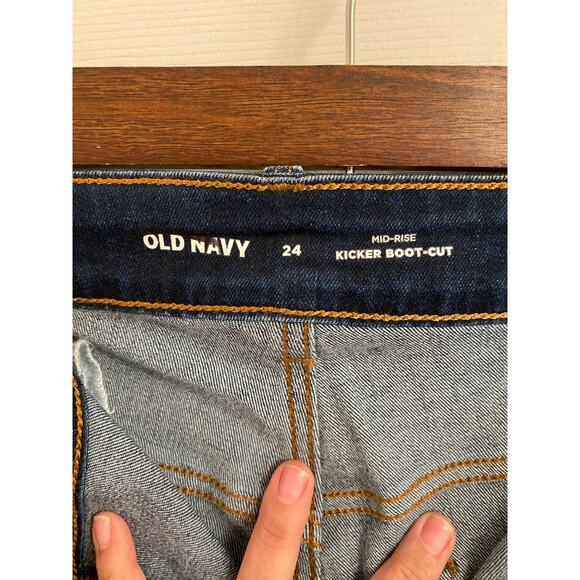 OLD NAVY
24
MID-RISE
KICKER BOOT-CUT